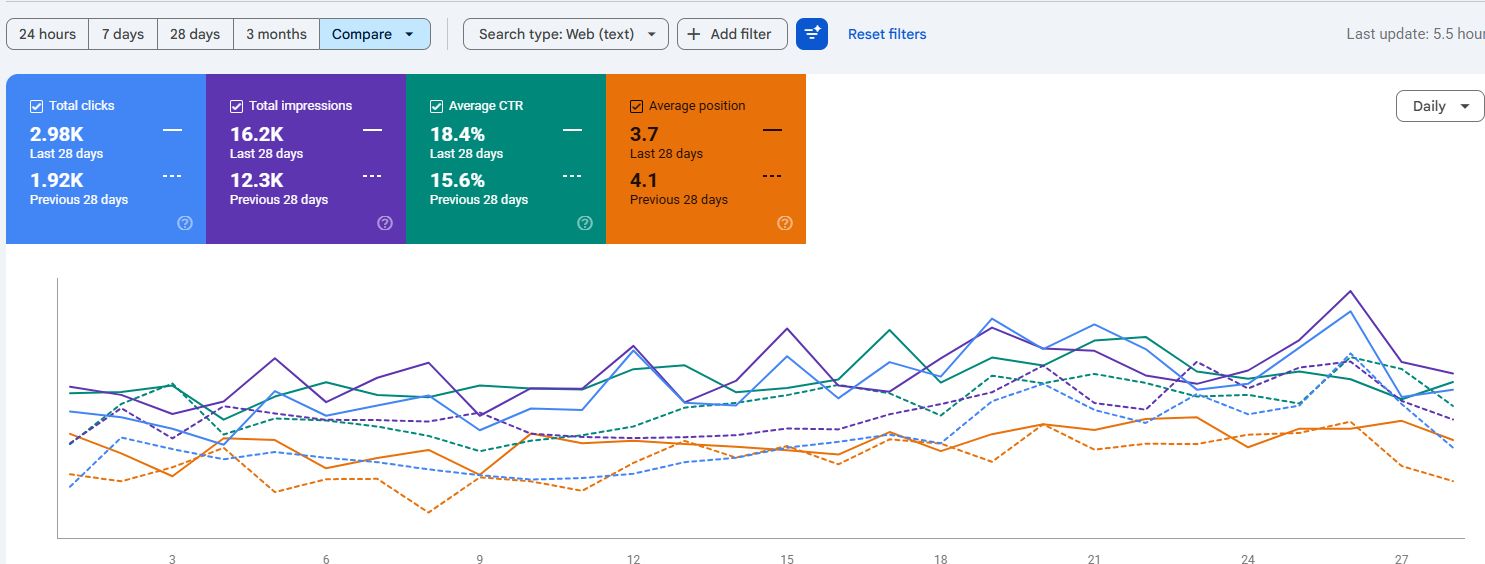 24 hours 7 days 28 days 3 months Compare Search type: Web (text) + Add filter Reset filters Last update: 5.5 hour
Total clicks
2.98K
Last 28 days
1.92K
Previous 28 days
Total impressions
16.2K
Last 28 days
12.3K
Previous 28 days
Average CTR
18.4%
Last 28 days
15.6%
Previous 28 days
Average position
3.7
Last 28 days
4.1
Previous 28 days
Daily
3 6 9 12 15 18 21 24 27